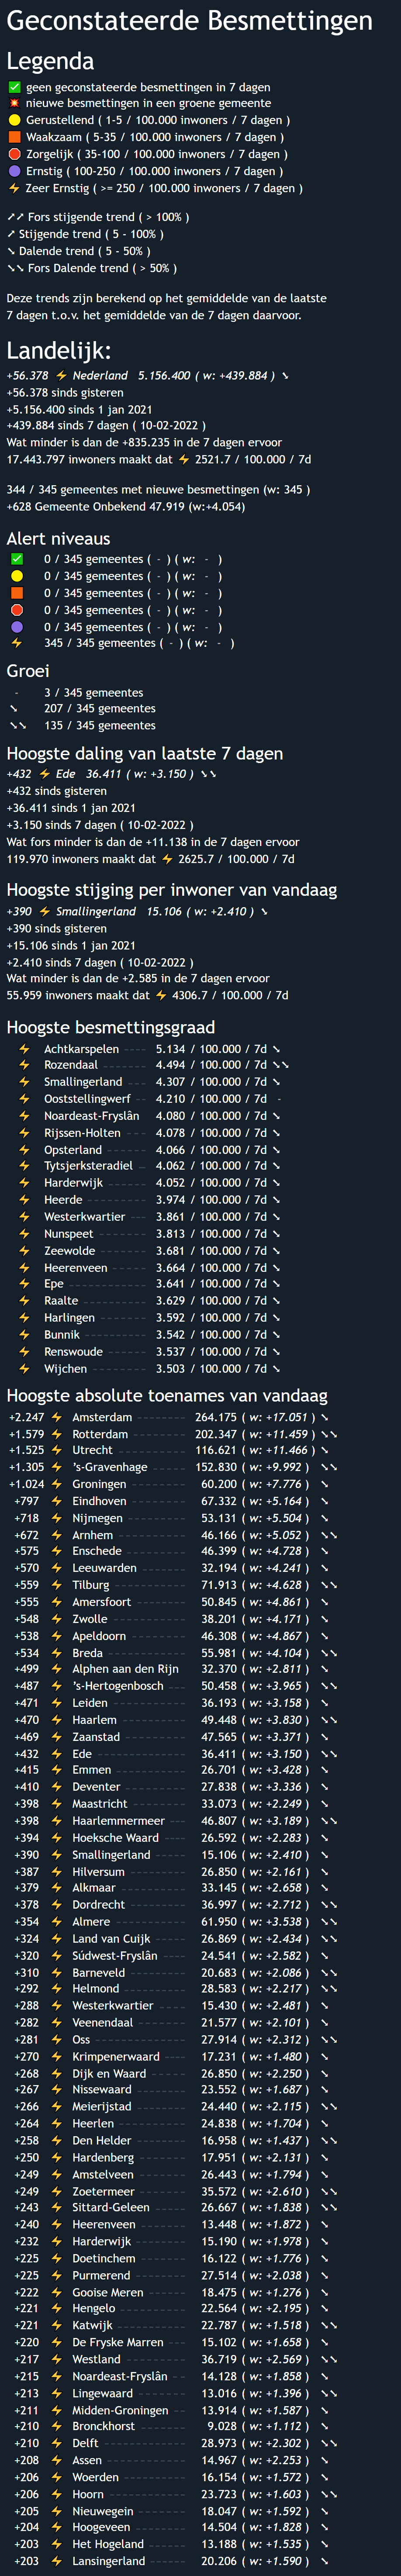 Geconstateerde Besmettingen
Legenda
✅ geen geconstateerde besmettingen in 7 dagen
💥 nieuwe besmettingen in een groene gemeente
🟡 Gerustellend ( 1-5 / 100.000 inwoners / 7 dagen )
🟧 Waakzaam ( 5-35 / 100.000 inwoners / 7 dagen )
🔴 Zorgelijk ( 35-100 / 100.000 inwoners / 7 dagen )
🟣 Ernstig ( 100-250 / 100.000 inwoners / 7 dagen )
⚡ Zeer Ernstig ( >= 250 / 100.000 inwoners / 7 dagen )
➚➚ Fors stijgende trend ( > 100% )
➚ Stijgende trend ( 5 - 100% )
➘ Dalende trend ( 5 - 50% )
➘➘ Fors Dalende trend ( > 50% )
Deze trends zijn berekend op het gemiddelde van de laatste
7 dagen t.o.v. het gemiddelde van de 7 dagen daarvoor.
Landelijk:
+56.378 ⚡ Nederland 5.156.400 ( w: +439.884 ) ➘
+56.378 sinds gisteren
+5.156.400 sinds 1 jan 2021
+439.884 sinds 7 dagen ( 10-02-2022 )
Wat minder is dan de +835.235 in de 7 dagen ervoor
17.443.797 inwoners maakt dat ⚡ 2521.7 / 100.000 / 7d
344 / 345 gemeentes met nieuwe besmettingen (w: 345 )
+628 Gemeente Onbekend 47.919 (w:+4.054)
Alert niveaus
✅ 0 / 345 gemeentes ( - ) ( w: - )
🟡 0 / 345 gemeentes ( - ) ( w: - )
🟧 0 / 345 gemeentes ( - ) ( w: - )
🔴 0 / 345 gemeentes ( - ) ( w: - )
🟣 0 / 345 gemeentes ( - ) ( w: - )
⚡ 345 / 345 gemeentes ( - ) ( w: - )
Groei
- 3 / 345 gemeentes
➘ 207 / 345 gemeentes
➘➘ 135 / 345 gemeentes
Hoogste daling van laatste 7 dagen
+432 ⚡ Ede 36.411 ( w: +3.150 ) ➘➘
+432 sinds gisteren
+36.411 sinds 1 jan 2021
+3.150 sinds 7 dagen ( 10-02-2022 )
Wat fors minder is dan de +11.138 in de 7 dagen ervoor
119.970 inwoners maakt dat ⚡ 2625.7 / 100.000 / 7d
Hoogste stijging per inwoner van vandaag
+390 ⚡ Smallingerland 15.106 ( w: +2.410 ) ➘
+390 sinds gisteren
+15.106 sinds 1 jan 2021
+2.410 sinds 7 dagen ( 10-02-2022 )
Wat minder is dan de +2.585 in de 7 dagen ervoor
55.959 inwoners maakt dat ⚡ 4306.7 / 100.000 / 7d
Hoogste besmettingsgraad
⚡ Achtkarspelen ---- 5.134 / 100.000 / 7d ➘
⚡ Rozendaal -------- 4.494 / 100.000 / 7d ➘➘
⚡ Smallingerland --- 4.307 / 100.000 / 7d ➘
⚡ Ooststellingwerf -- 4.210 / 100.000 / 7d -
⚡ Noardeast-Fryslân 4.080 / 100.000 / 7d ➘
⚡ Rijssen-Holten ---- 4.078 / 100.000 / 7d ➘
⚡ Opsterland ------- 4.066 / 100.000 / 7d ➘
⚡ Tytsjerksteradiel -- 4.062 / 100.000 / 7d ➘
⚡ Harderwijk ------- 4.052 / 100.000 / 7d ➘
⚡ Heerde ----------- 3.974 / 100.000 / 7d ➘
⚡ Westerkwartier --- 3.861 / 100.000 / 7d ➘
⚡ Nunspeet --------- 3.813 / 100.000 / 7d ➘
⚡ Zeewolde --------- 3.681 / 100.000 / 7d ➘
⚡ Heerenveen ------ 3.664 / 100.000 / 7d ➘
⚡ Epe -------------- 3.641 / 100.000 / 7d ➘
⚡ Raalte ----------- 3.629 / 100.000 / 7d ➘
⚡ Harlingen -------- 3.592 / 100.000 / 7d ➘
⚡ Bunnik ----------- 3.542 / 100.000 / 7d ➘
⚡ Renswoude ------- 3.537 / 100.000 / 7d ➘
⚡ Wijchen ---------- 3.503 / 100.000 / 7d ➘
Hoogste absolute toenames van vandaag
+2.247 ⚡ Amsterdam -------- 264.175 ( w: +17.051 ) ➘
+1.579 ⚡ Rotterdam -------- 202.347 ( w: +11.459 ) ➘➘
+1.525 ⚡ Utrecht ----------- 116.621 ( w: +11.466 ) ➘
+1.305 ⚡ ’s-Gravenhage ----- 152.830 ( w: +9.992 ) ➘➘
+1.024 ⚡ Groningen --------- 60.200 ( w: +7.776 ) ➘
+797 ⚡ Eindhoven --------- 67.332 ( w: +5.164 ) ➘
+718 ⚡ Nijmegen ---------- 53.131 ( w: +5.504 ) ➘
+672 ⚡ Arnhem ----------- 46.166 ( w: +5.052 ) ➘➘
+575 ⚡ Enschede ---------- 46.399 ( w: +4.728 ) ➘
+570 ⚡ Leeuwarden -------- 32.194 ( w: +4.241 ) ➘
+559 ⚡ Tilburg ------------ 71.913 ( w: +4.628 ) ➘➘
+555 ⚡ Amersfoort -------- 50.845 ( w: +4.861 ) ➘
+548 ⚡ Zwolle ------------ 38.201 ( w: +4.171 ) ➘
+538 ⚡ Apeldoorn --------- 46.308 ( w: +4.867 ) ➘
+534 ⚡ Breda ------------- 55.981 ( w: +4.104 ) ➘➘
+499 ⚡ Alphen aan den Rijn 32.370 ( w: +2.811 ) ➘
+487 ⚡ ’s-Hertogenbosch ---- 50.458 ( w: +3.965 ) ➘➘
+471 ⚡ Leiden ------------ 36.193 ( w: +3.158 ) ➘
+470 ⚡ Haarlem ---------- 49.448 ( w: +3.830 ) ➘➘
+469 ⚡ Zaanstad ---------- 47.565 ( w: +3.371 ) ➘
+432 ⚡ Ede --------------- 36.411 ( w: +3.150 ) ➘➘
+415 ⚡ Emmen ----------- 26.701 ( w: +3.428 ) ➘
+410 ⚡ Deventer ---------- 27.838 ( w: +3.336 ) ➘
+398 ⚡ Maastricht --------- 33.073 ( w: +2.249 ) ➘
+398 ⚡ Haarlemmermeer --- 46.807 ( w: +3.189 ) ➘➘
+394 ⚡ Hoeksche Waard ---- 26.592 ( w: +2.283 ) ➘
+390 ⚡ Smallingerland ------ 15.106 ( w: +2.410 ) ➘
+387 ⚡ Hilversum --------- 26.850 ( w: +2.161 ) ➘
+379 ⚡ Alkmaar ----------- 33.145 ( w: +2.658 ) ➘
+378 ⚡ Dordrecht --------- 36.997 ( w: +2.712 ) ➘➘
+354 ⚡ Almere ------------ 61.950 ( w: +3.538 ) ➘➘
+324 ⚡ Land van Cuijk ------ 26.869 ( w: +2.434 ) ➘➘
+320 ⚡ Súdwest-Fryslân ----- 24.541 ( w: +2.582 ) ➘
+310 ⚡ Barneveld --------- 20.683 ( w: +2.086 ) ➘➘
+292 ⚡ Helmond ---------- 28.583 ( w: +2.217 ) ➘➘
+288 ⚡ Westerkwartier ----- 15.430 ( w: +2.481 ) ➘
+282 ⚡ Veenendaal -------- 21.577 ( w: +2.101 ) ➘
+281 ⚡ Oss --------------- 27.914 ( w: +2.312 ) ➘➘
+270 ⚡ Krimpenerwaard ---- 17.231 ( w: +1.480 ) ➘
+268 ⚡ Dijk en Waard ------ 26.850 ( w: +2.250 ) ➘
+267 ⚡ Nissewaard -------- 23.552 ( w: +1.687 ) ➘
+266 ⚡ Meierijstad --------- 24.440 ( w: +2.115 ) ➘➘
+264 ⚡ Heerlen ----------- 24.838 ( w: +1.704 ) ➘
+258 ⚡ Den Helder -------- 16.958 ( w: +1.437 ) ➘➘
+250 ⚡ Hardenberg -------- 17.951 ( w: +2.131 ) ➘
+249 ⚡ Amstelveen -------- 26.443 ( w: +1.794 ) ➘
+249 ⚡ Zoetermeer -------- 35.572 ( w: +2.610 ) ➘➘
+243 ⚡ Sittard-Geleen ------ 26.667 ( w: +1.838 ) ➘➘
+240 ⚡ Heerenveen -------- 13.448 ( w: +1.872 ) ➘
+232 ⚡ Harderwijk --------- 15.190 ( w: +1.978 ) ➘
+225 ⚡ Doetinchem -------- 16.122 ( w: +1.776 ) ➘
+225 ⚡ Purmerend --------- 27.514 ( w: +2.038 ) ➘
+222 ⚡ Gooise Meren ------ 18.475 ( w: +1.276 ) ➘
+221 ⚡ Hengelo ----------- 22.564 ( w: +2.195 ) ➘
+221 ⚡ Katwijk ------------ 22.787 ( w: +1.518 ) ➘➘
+220 ⚡ De Fryske Marren --- 15.102 ( w: +1.658 ) ➘
+217 ⚡ Westland ---------- 36.719 ( w: +2.569 ) ➘➘
+215 ⚡ Noardeast-Fryslân -- 14.128 ( w: +1.858 ) ➘
+213 ⚡ Lingewaard -------- 13.016 ( w: +1.396 ) ➘➘
+211 ⚡ Midden-Groningen -- 13.914 ( w: +1.587 ) ➘
+210 ⚡ Bronckhorst -------- 9.028 ( w: +1.112 ) ➘
+210 ⚡ Delft -------------- 28.973 ( w: +2.302 ) ➘➘
+208 ⚡ Assen ------------- 14.967 ( w: +2.253 ) ➘
+206 ⚡ Woerden ---------- 16.154 ( w: +1.572 ) ➘
+206 ⚡ Hoorn ------------- 23.723 ( w: +1.603 ) ➘➘
+205 ⚡ Nieuwegein -------- 18.047 ( w: +1.592 ) ➘
+204 ⚡ Hoogeveen -------- 14.504 ( w: +1.828 ) ➘
+203 ⚡ Het Hogeland ------ 13.188 ( w: +1.535 ) ➘
+203 ⚡ Lansingerland ------ 20.206 ( w: +1.590 ) ➘